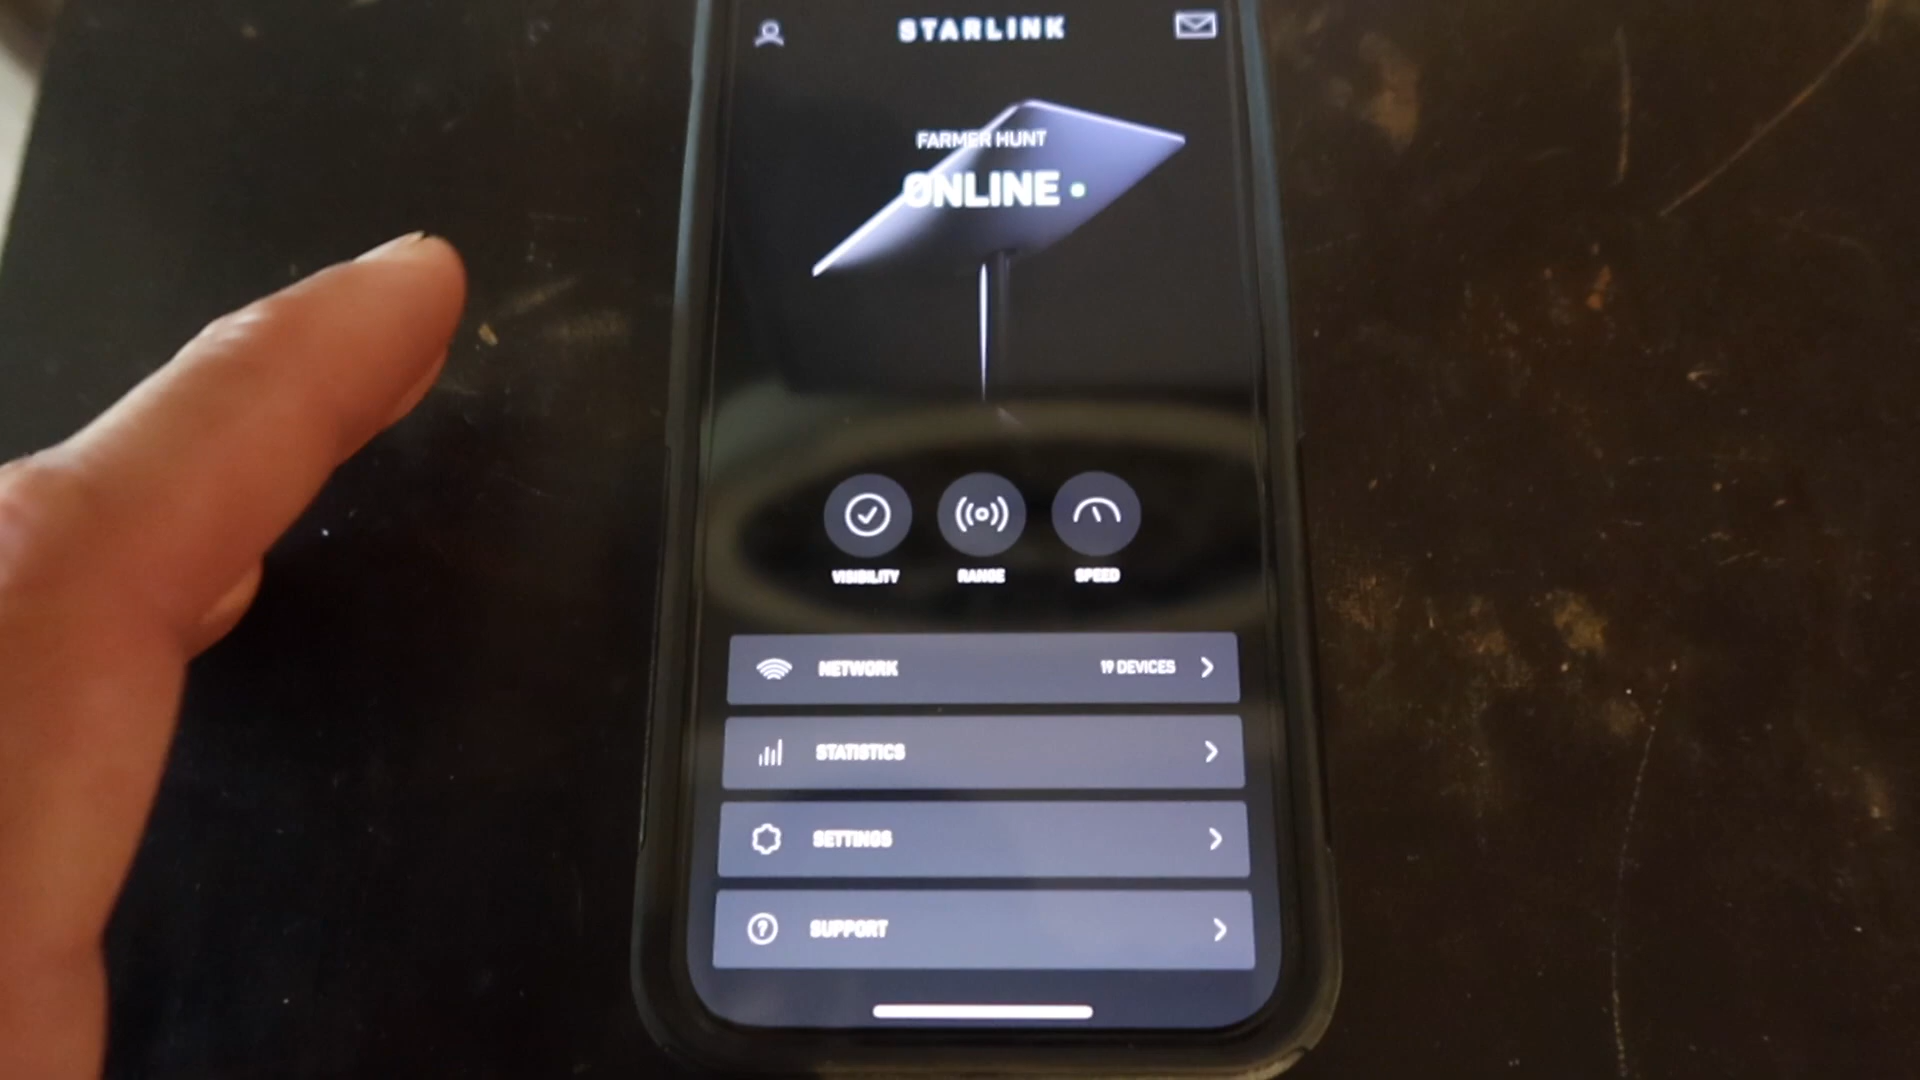 STARLINK
FARMER HUNT
ONLINE
VISIBILITY
RANGE
SPEED
NETWORK
19 DEVICES
STATISTICS
SETTINGS
SUPPORT